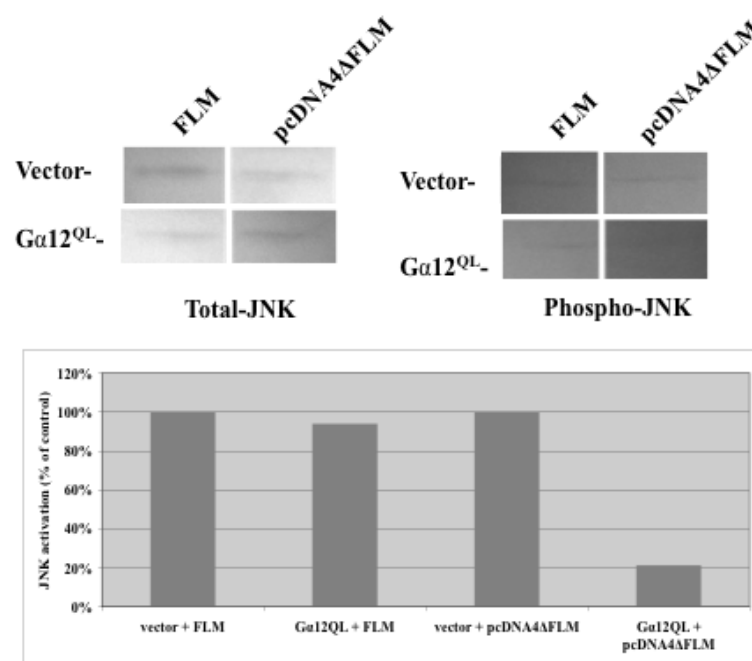 FLM pcDNA4ΔFLM
FLM pcDNA4ΔFLM
Vector-
Vector-
Gα12QL-
Gα12QL-
Total-JNK
Phospho-JNK
JNK activation (% of control)
120%
100%
80%
60%
40%
20%
0%
vector + FLM
Gα12QL + FLM
vector + pcDNA4ΔFLM
Gα12QL +
pcDNA4ΔFLM